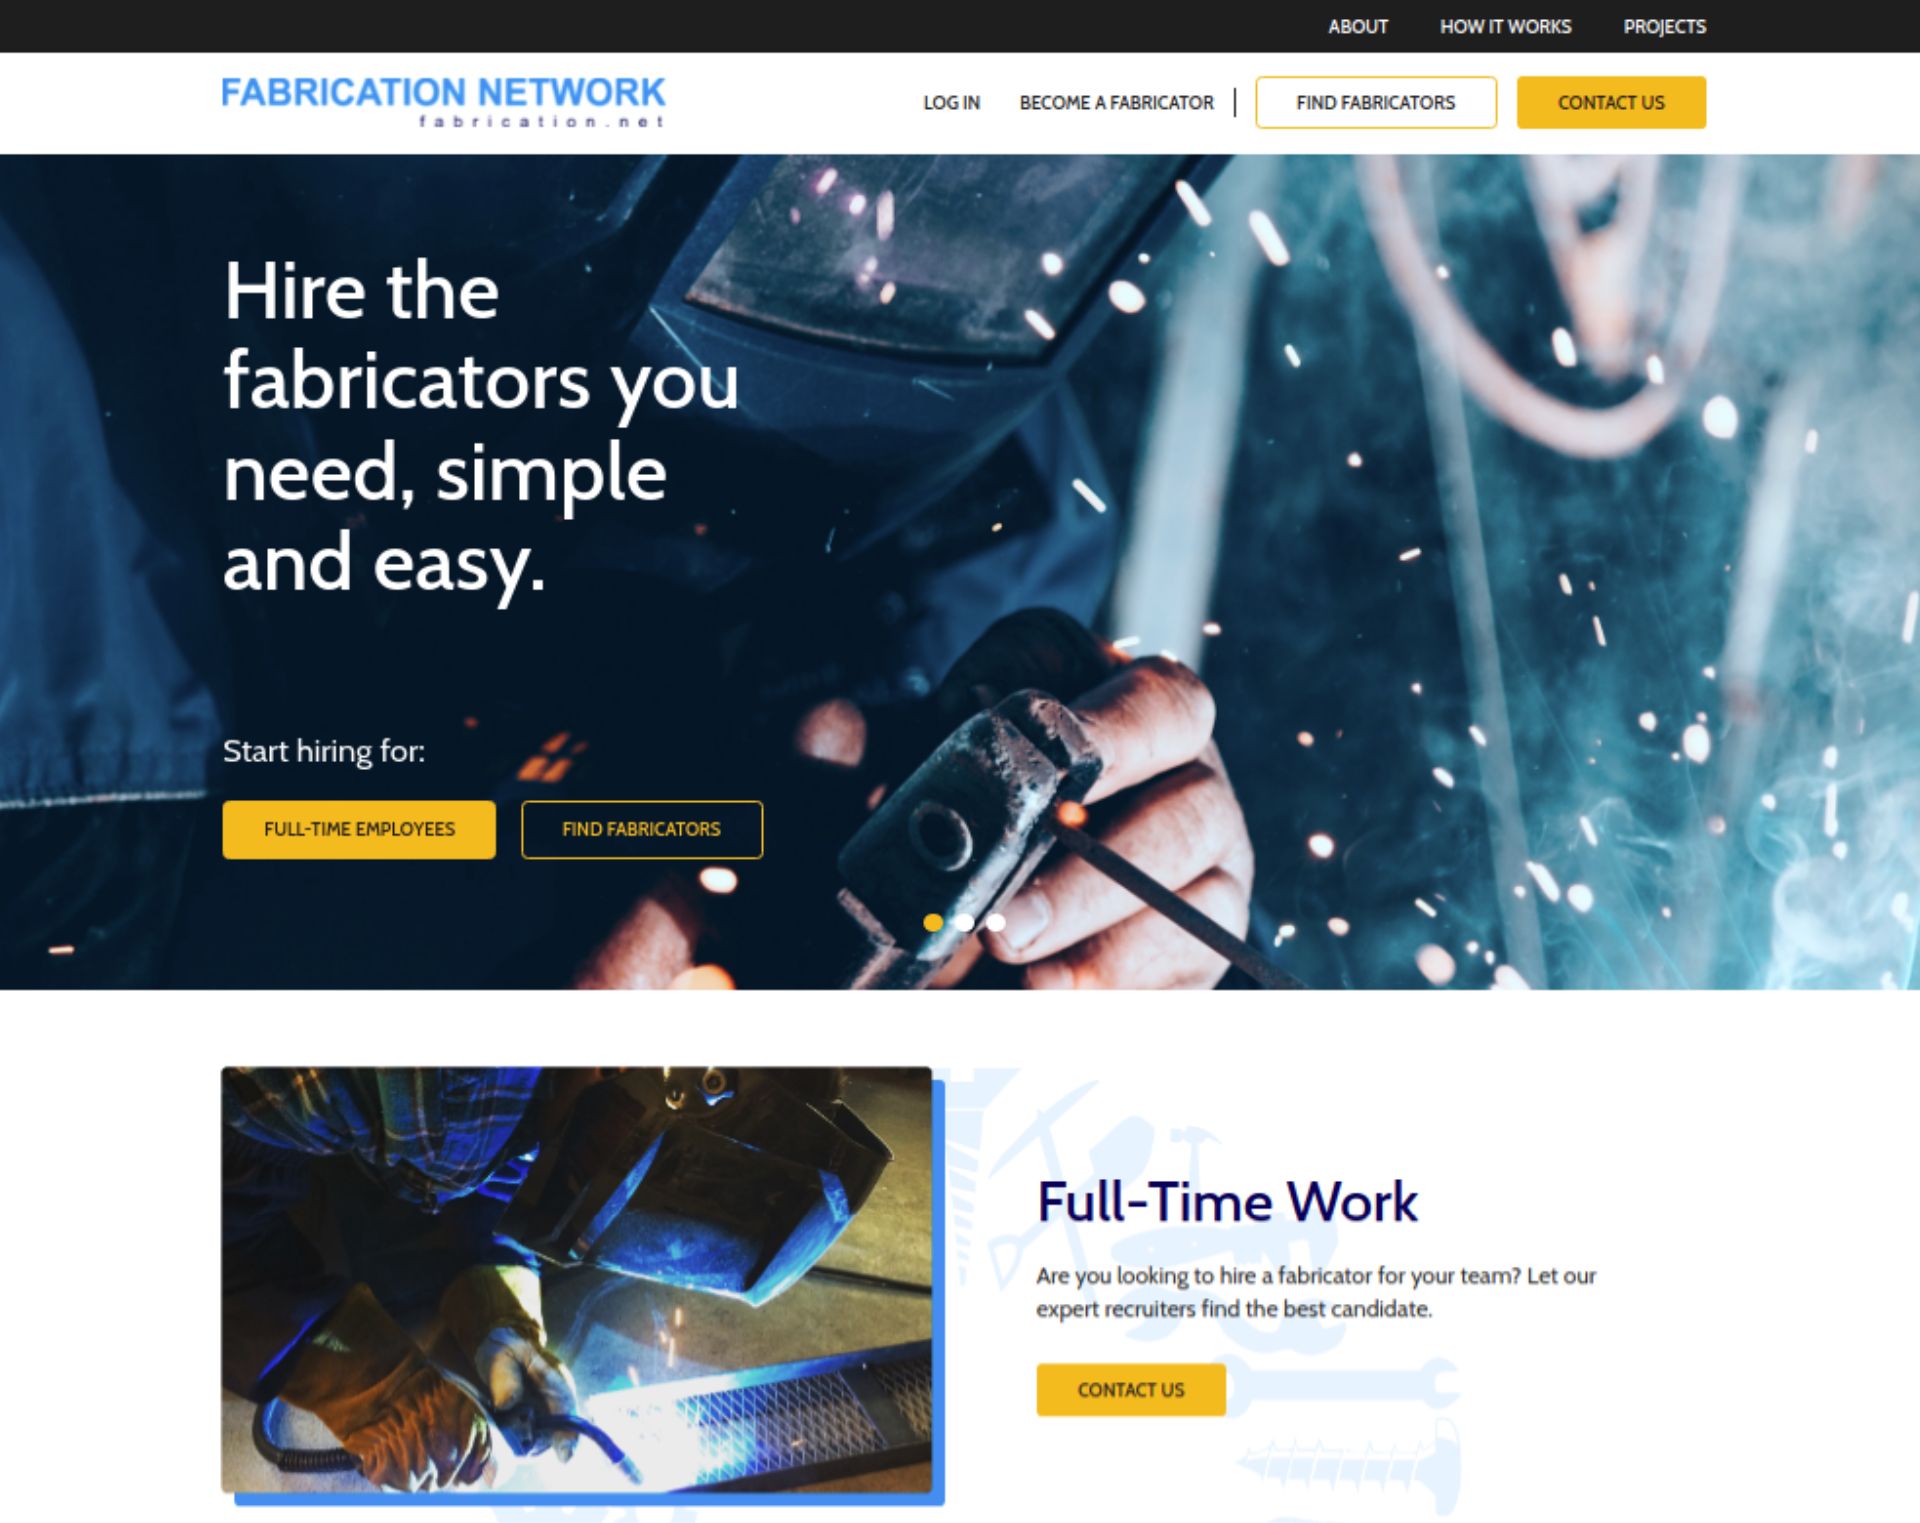 ABOUT HOW IT WORKS PROJECTS
FABRICATION NETWORK
fabrication.net
LOG IN BECOME A FABRICATOR FIND FABRICATORS CONTACT US
Hire the
fabricators you
need, simple
and easy.
Start hiring for:
FULL-TIME EMPLOYEES FIND FABRICATORS
Full-Time Work
Are you looking to hire a fabricator for your team? Let our
expert recruiters find the best candidate.
CONTACT US